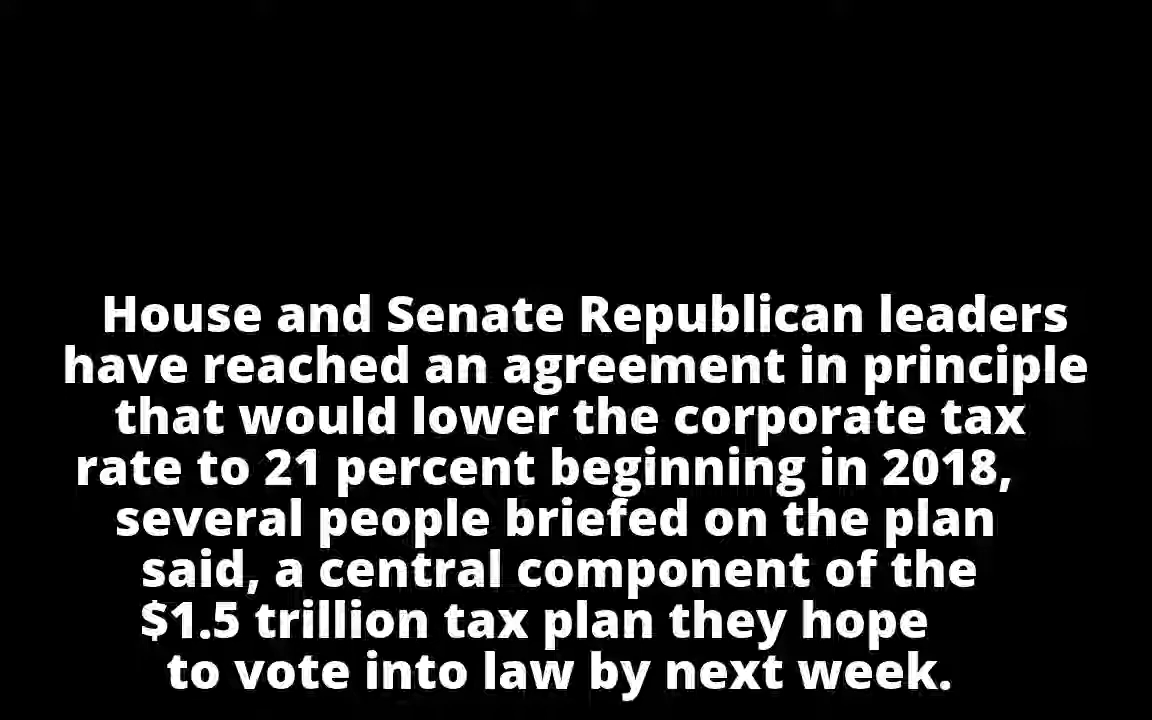 House and Senate Republican leaders
have reached an agreement in principle
that would lower the corporate tax
rate to 21 percent beginning in 2018,
several people briefed on the plan
said, a central component of the
$1.5 trillion tax plan they hope
to vote into law by next week.